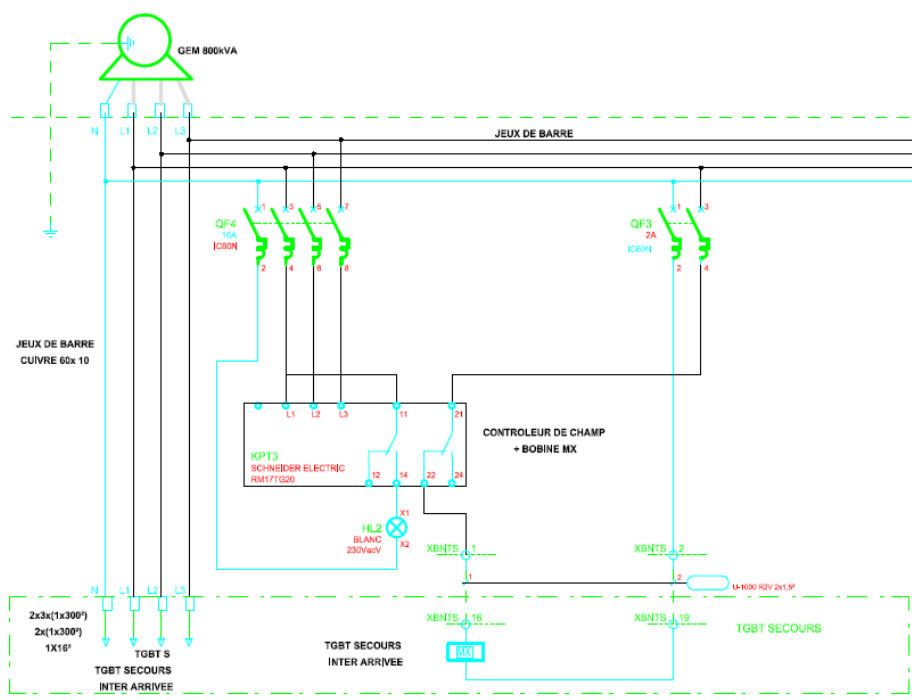 GEM 800kVA
N L1 L2 L3
JEUX DE BARRE
1 3 5 7
QF4
10A
IC60N
2 4 6 8
1 3
QF3
2A
IC60N
2 4
JEUX DE BARRE
CUIVRE 60x 10
L1 L2 L3 11 21
KPT3
SCHNEIDER ELECTRIC
RM17TG20
12 14 22 24
CONTROLEUR DE CHAMP
+ BOBINE MX
X1
HL2
BLANC
230VacV
X2
XBNTS 1
XBNTS 2
1 2
U-1000 R2V 2x1,5²
N L1 L2 L3
2x3x(1x300²)
2x(1x300²)
1X16²
TGBT S
TGBT SECOURS
INTER ARRIVEE
XBNTS 18
XBNTS 19
TGBT SECOURS
INTER ARRIVEE
MX
TGBT SECOURS